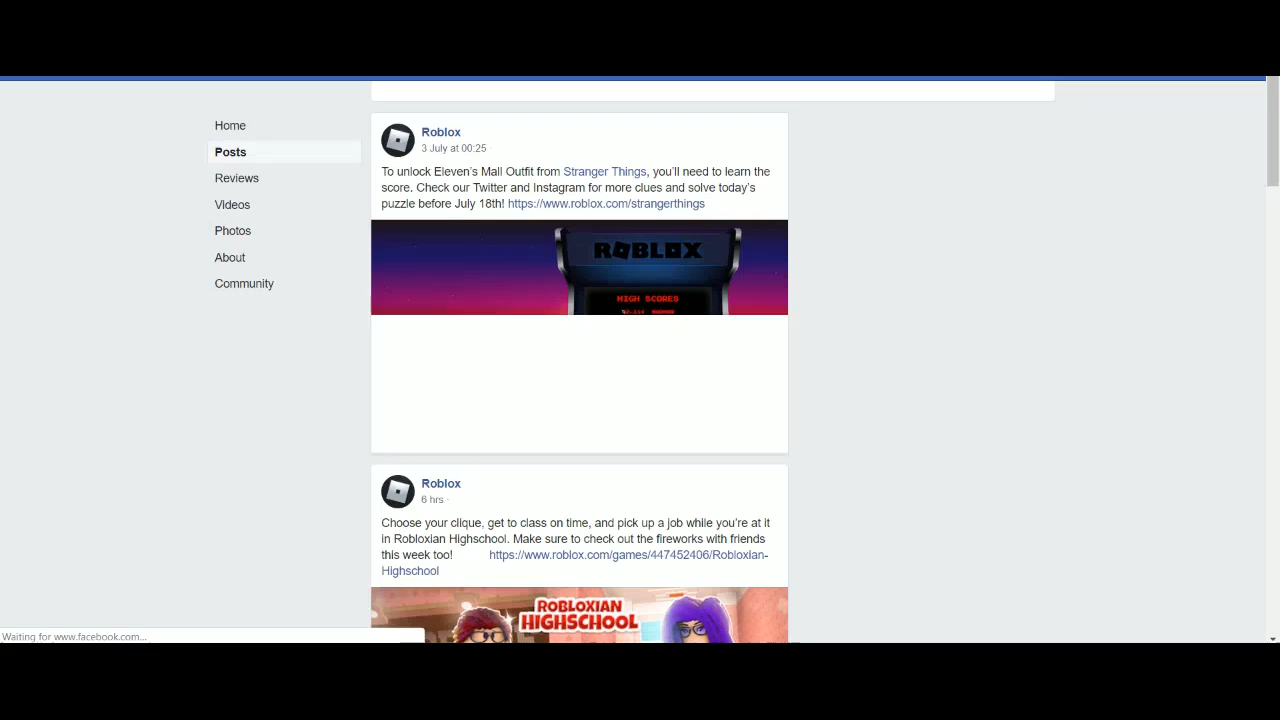 Home
Posts
Reviews
Videos
Photos
About
Community
Roblox
3 July at 00:25 ·
To unlock Eleven's Mall Outfit from Stranger Things, you'll need to learn the
score. Check our Twitter and Instagram for more clues and solve today's
puzzle before July 18th! https://www.roblox.com/strangerthings
ROBLOX
HIGH SCORES
Roblox
6 hrs ·
Choose your clique, get to class on time, and pick up a job while you're at it
in Robloxian Highschool. Make sure to check out the fireworks with friends
this week too! https://www.roblox.com/games/447452406/Robloxian-
Highschool
ROBLOXIAN
HIGHSCHOOL
Waiting for www.facebook.com...